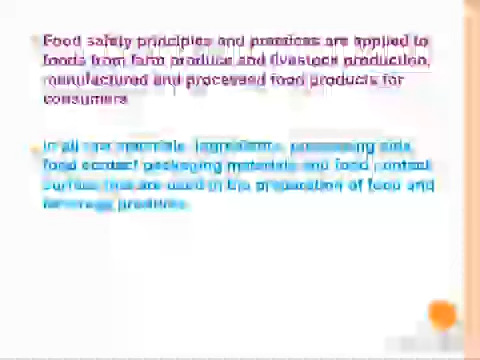 Food safety principles and practices are applied to
foods from farm produce and livestock production,
manufactured and processed food products for
consumers
In all raw materials, ingredients, processing aids,
food contact packaging materials and food contact
surface that are used in the preparation of food and
beverage products